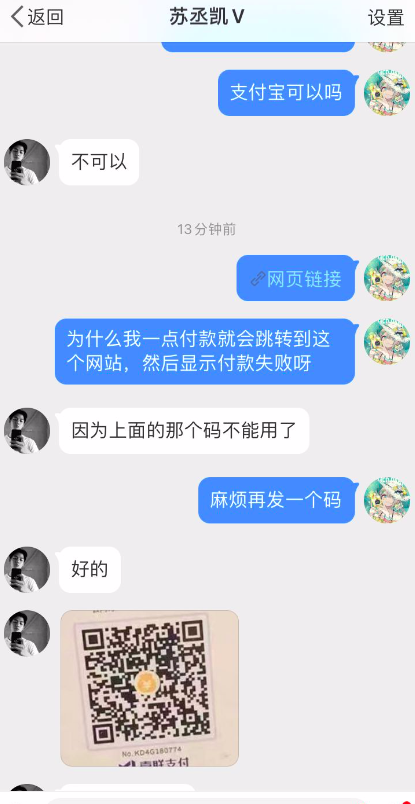 返回
苏丞凯V
设置
支付宝可以吗
不可以
13分钟前
网页链接
为什么我一点付款就会跳转到这
个网站，然后显示付款失败呀
因为上面的那个码不能用了
麻烦再发一个码
好的
No.KD4G180774